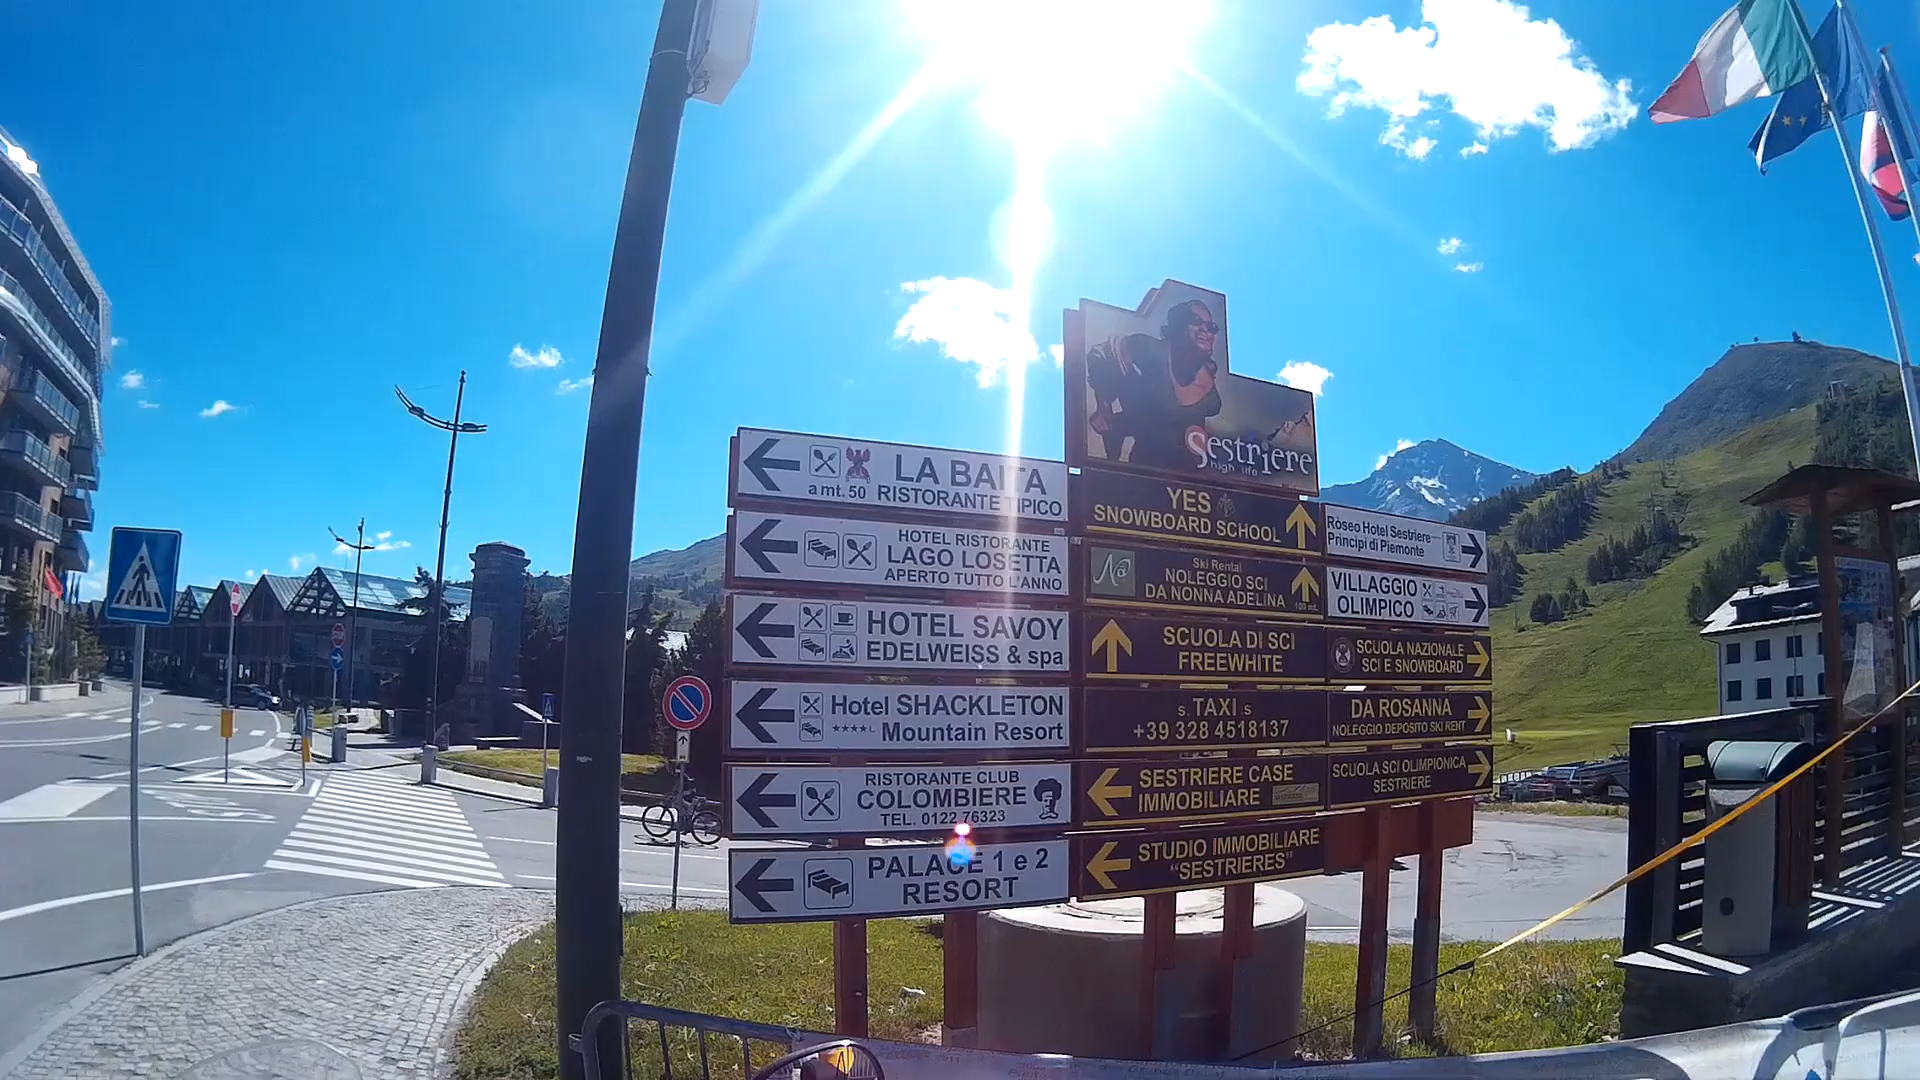 LA BAITA
a mt. 50 RISTORANTE TIPICO
HOTEL RISTORANTE
LAGO LOSETTA
APERTO TUTTO L'ANNO
HOTEL SAVOY
EDELWEISS & spa
Hotel SHACKLETON
****L Mountain Resort
RISTORANTE CLUB
COLOMBIERE
TEL. 0122 76323
PALACE 1 e 2
RESORT
Sestriere
high life
YES
SNOWBOARD SCHOOL
Ski Rental
NOLEGGIO SCI
DA NONNA ADELINA
100 mt.
SCUOLA DI SCI
FREEWHITE
S. TAXI S
+39 328 4518137
SESTRIERE CASE
IMMOBILIARE
STUDIO IMMOBILIARE
"SESTRIERES"
Roseo Hotel Sestriere
Principi di Piemonte
VILLAGGIO
OLIMPICO
SCUOLA NAZIONALE
SCI E SNOWBOARD
DA ROSANNA
NOLEGGIO DEPOSITO SKI RENT
SCUOLA SCI OLIMPIONICA
SESTRIERE